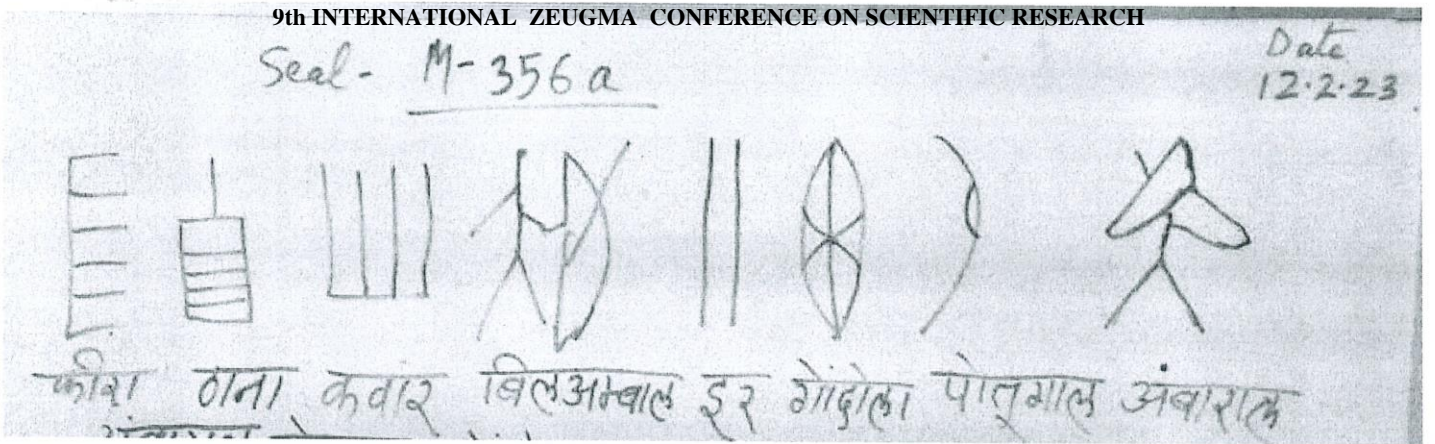 9th INTERNATIONAL ZEUGMA CONFERENCE ON SCIENTIFIC RESEARCH
Seal- M-356a
Date
12.2.23
कीरा ठाना कवार बिलअम्बाल इर गोंदोला पोत्गाल अंबाराल